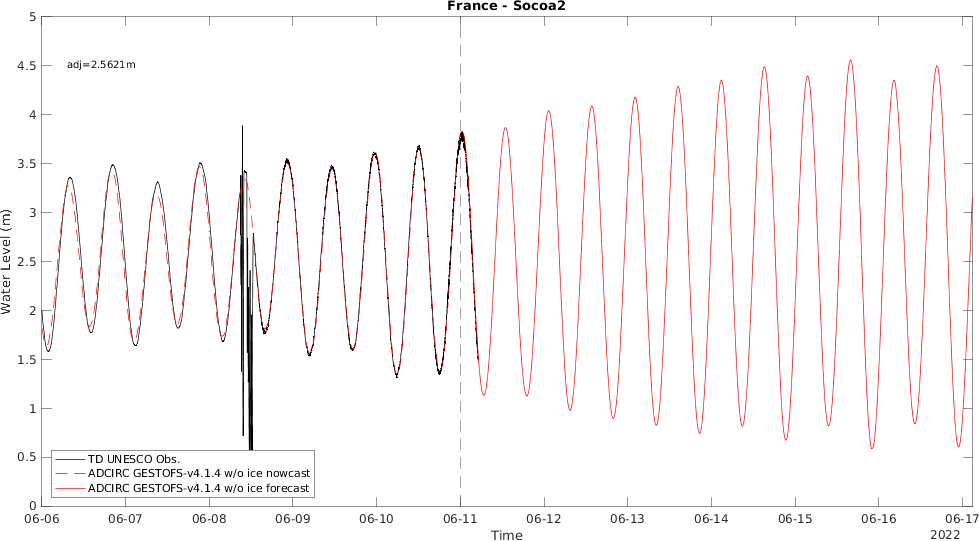 France - Socoa2
adj=2.5621m
Water Level (m)
5
4.5
4
3.5
3
2.5
2
1.5
1
0.5
0
TD UNESCO Obs.
ADCIRC GESTOFS-v4.1.4 w/o ice nowcast
ADCIRC GESTOFS-v4.1.4 w/o ice forecast
06-06 06-07 06-08 06-09 06-10 06-11 06-12 06-13 06-14 06-15 06-16 06-17
Time
2022